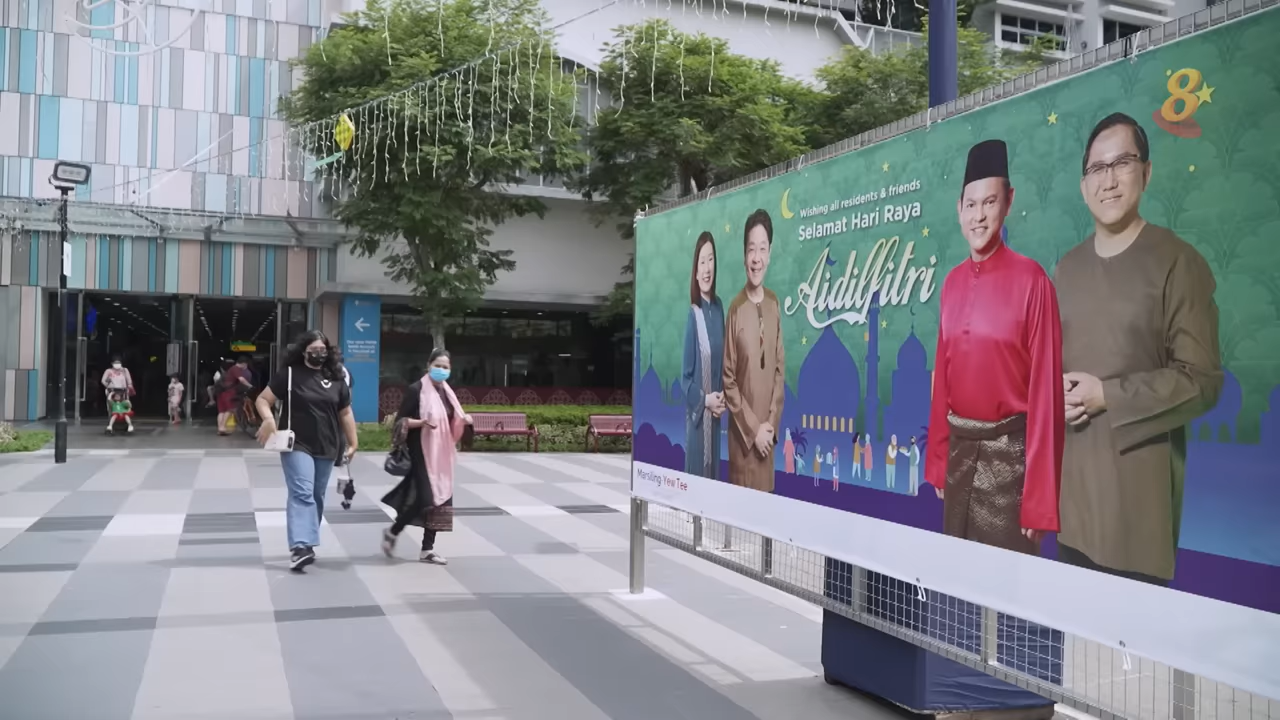 8
Wishing all residents & friends
Selamat Hari Raya
Aidilfitri
Marsiling Yew Tee